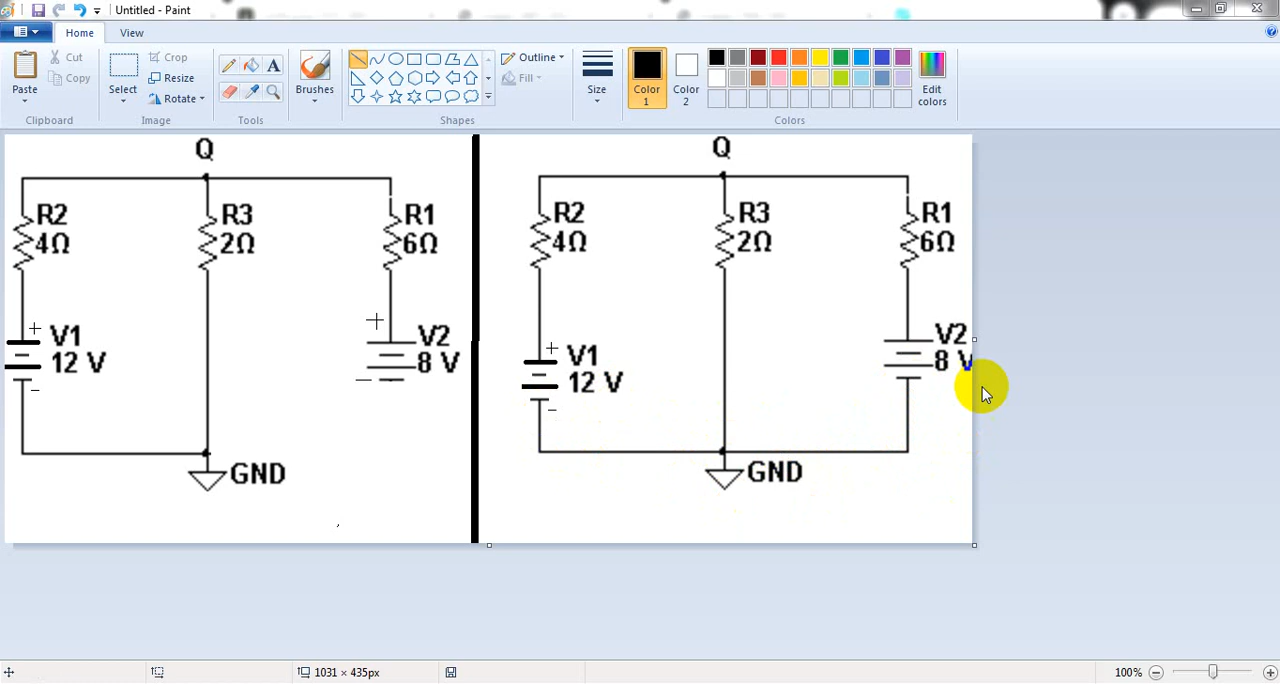 Untitled - Paint
Home
View
Paste
Cut
Copy
Clipboard
Select
Crop
Resize
Rotate
Image
A
Tools
Brushes
Shapes
Outline
Fill
Size
Color
1
Color
2
Edit
colors
Colors
Q
R2
4Ω
R3
2Ω
R1
6Ω
+
V1
12 V
-
+
V2
8 V
-
GND
Q
R2
4Ω
R3
2Ω
R1
6Ω
+
V1
12 V
-
V2
8 V
GND
1031 × 435px
100%